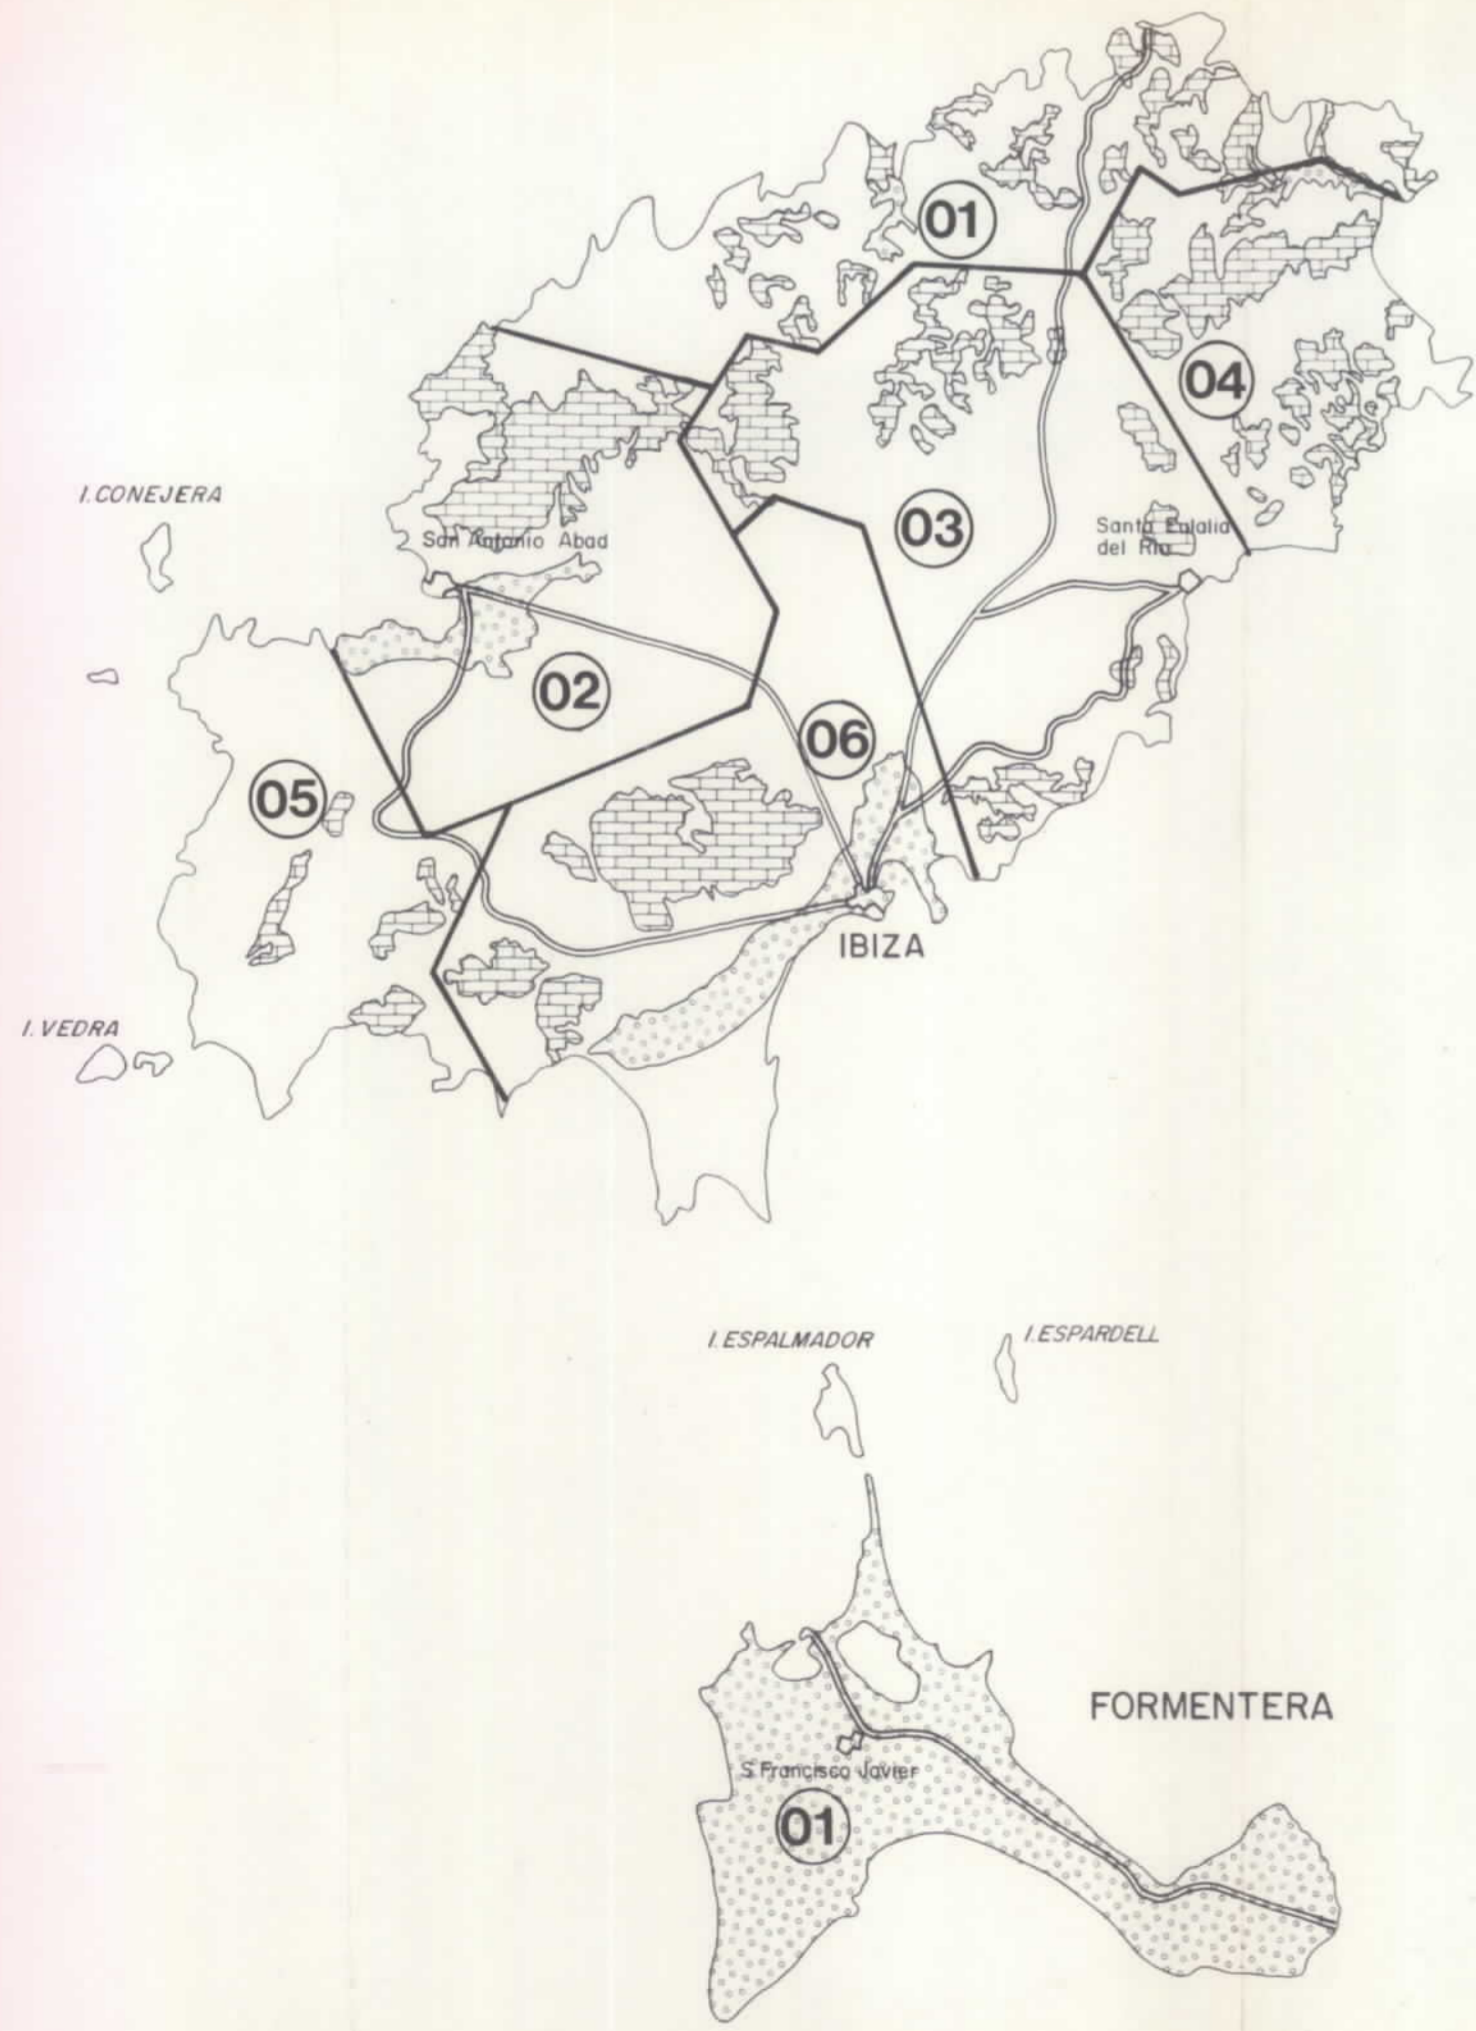 01
04
I. CONEJERA
03
Santa Eulalia
del Rio
San Antonio Abad
02
06
05
IBIZA
I. VEDRA
I. ESPALMADOR
I. ESPARDELL
FORMENTERA
S. Francisco Javier
01